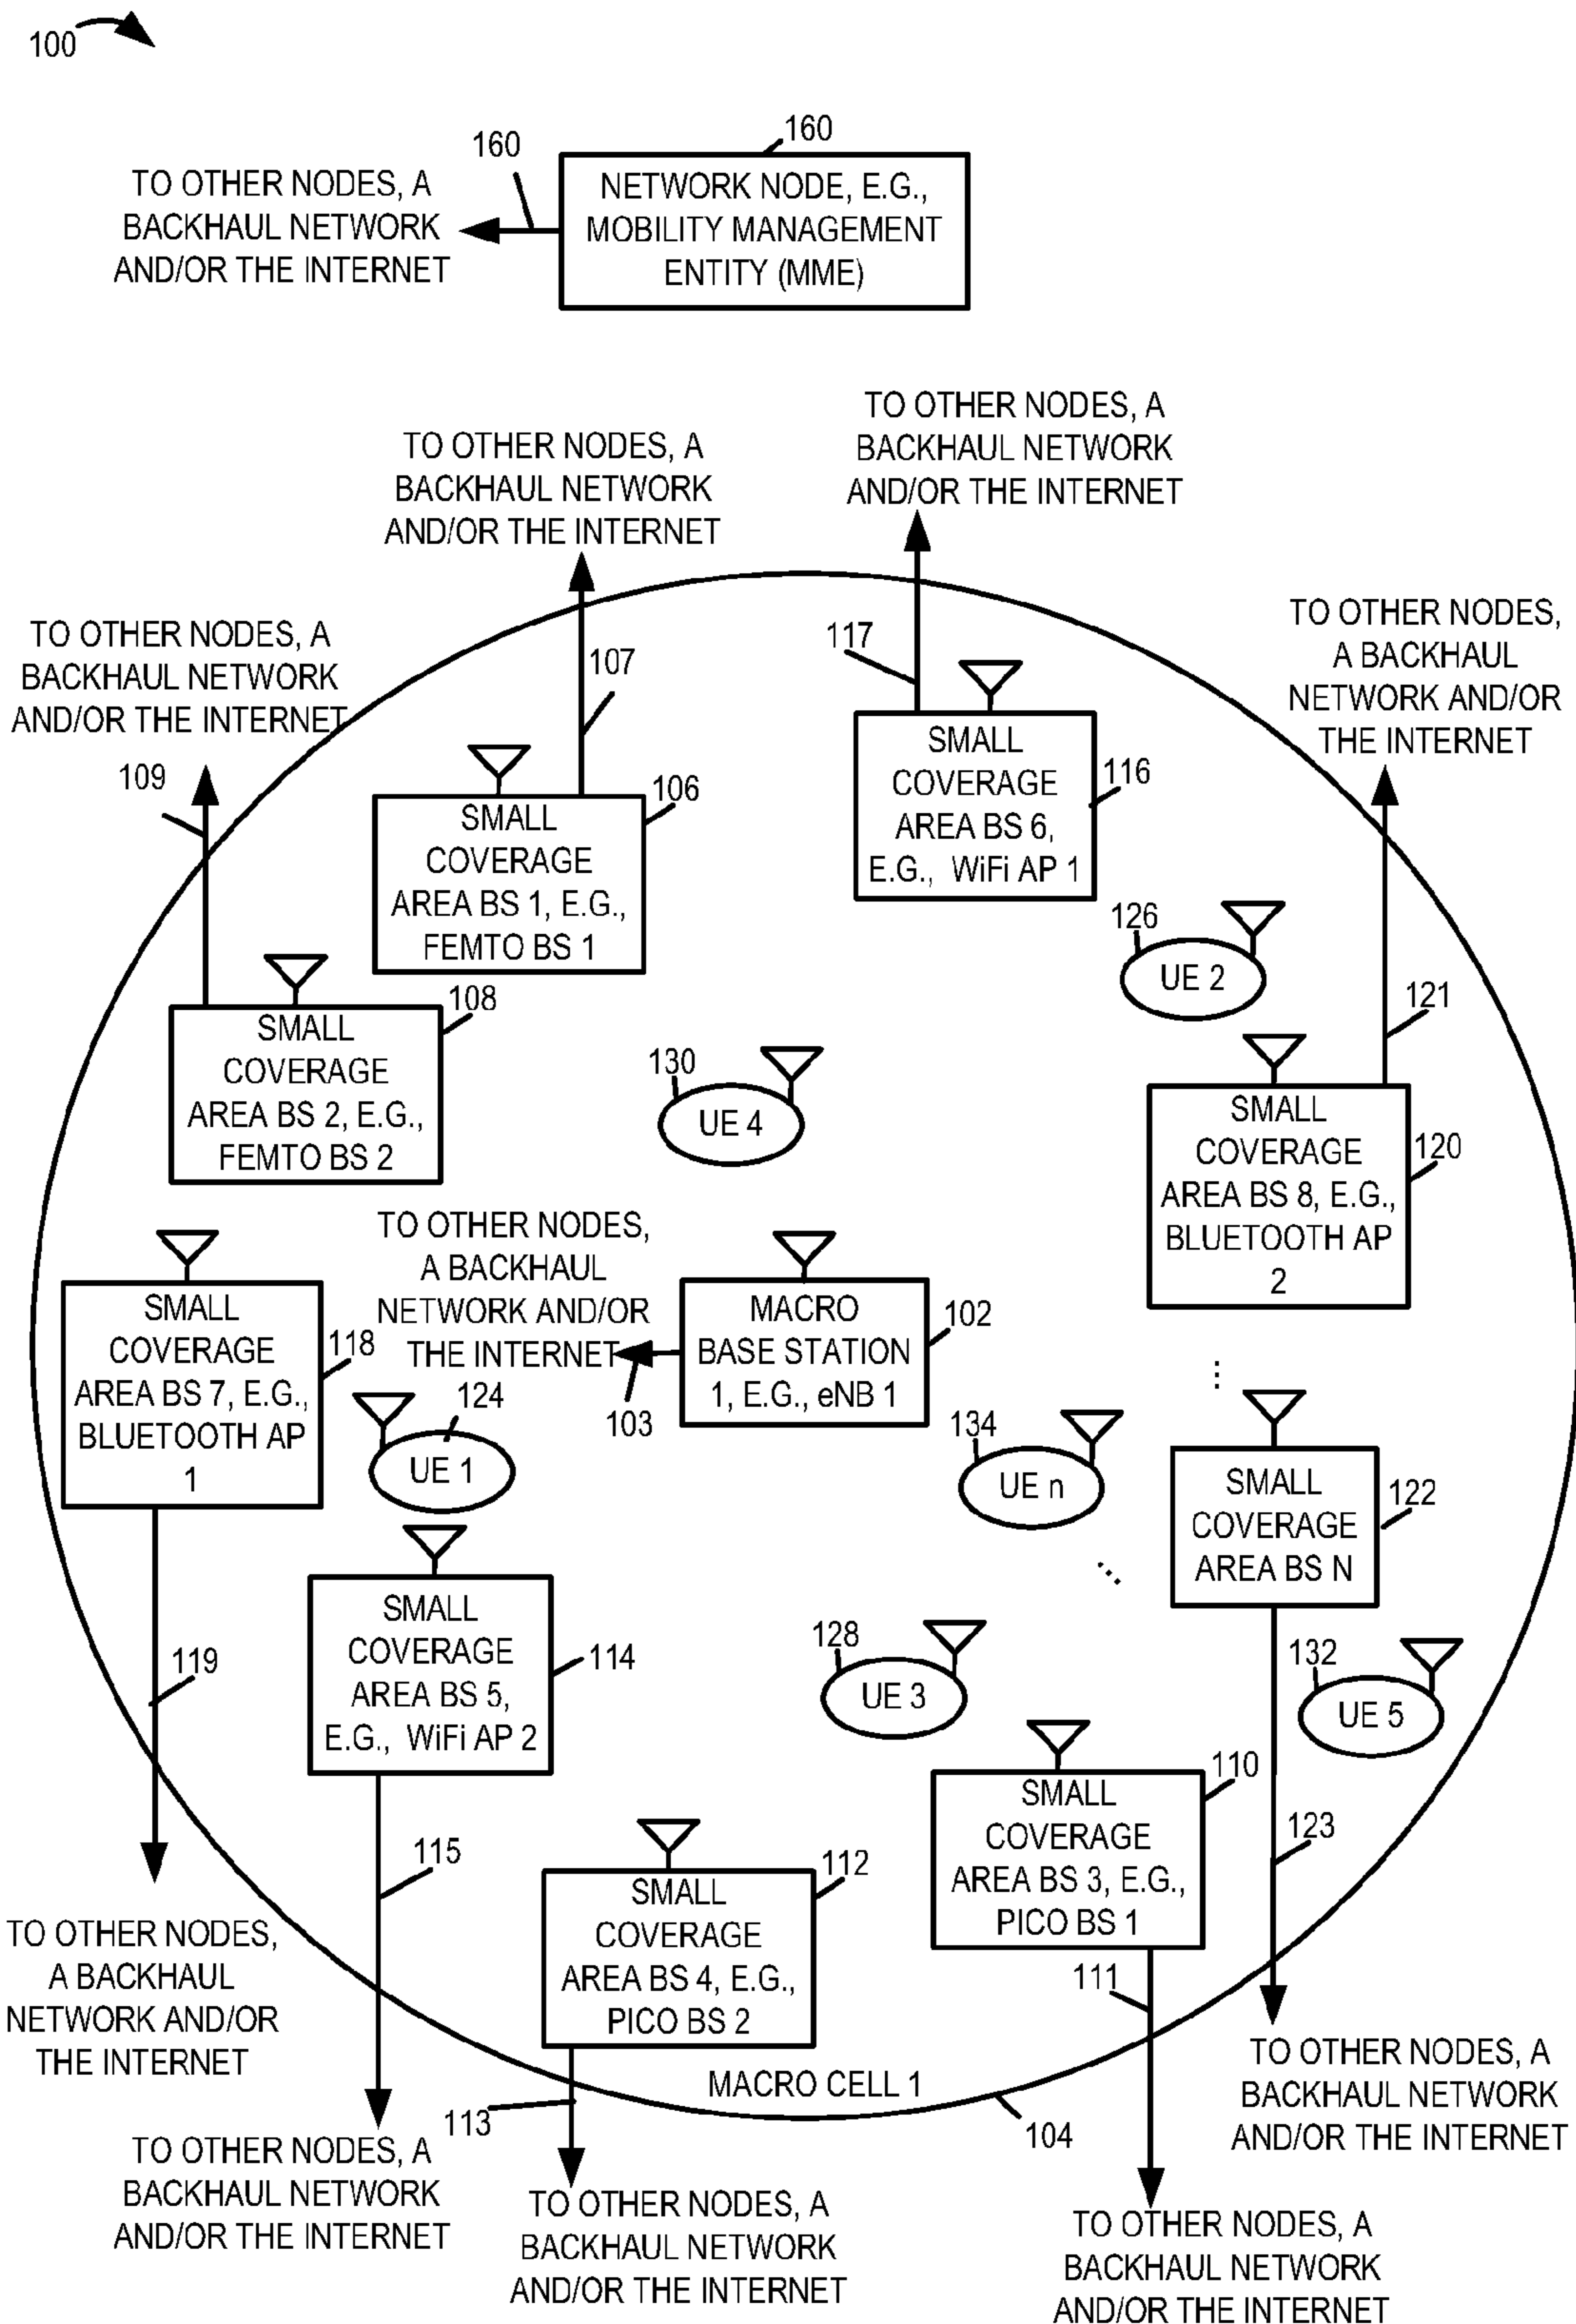 100
160
160
TO OTHER NODES, A
BACKHAUL NETWORK
AND/OR THE INTERNET
NETWORK NODE, E.G.,
MOBILITY MANAGEMENT
ENTITY (MME)
TO OTHER NODES, A
BACKHAUL NETWORK
AND/OR THE INTERNET
TO OTHER NODES, A
BACKHAUL NETWORK
AND/OR THE INTERNET
TO OTHER NODES, A
BACKHAUL NETWORK
AND/OR THE INTERNET
TO OTHER NODES,
A BACKHAUL
NETWORK AND/OR
THE INTERNET
109
107
117
121
SMALL
COVERAGE
AREA BS 1, E.G.,
FEMTO BS 1
106
SMALL
COVERAGE
AREA BS 6,
E.G., WiFi AP 1
116
126
UE 2
SMALL
COVERAGE
AREA BS 2, E.G.,
FEMTO BS 2
108
130
UE 4
SMALL
COVERAGE
AREA BS 8, E.G.,
BLUETOOTH AP
2
120
TO OTHER NODES,
A BACKHAUL
NETWORK AND/OR
THE INTERNET
103
MACRO
BASE STATION
1, E.G., eNB 1
102
SMALL
COVERAGE
AREA BS 7, E.G.,
BLUETOOTH AP
1
118
124
UE 1
134
UE n
⋮
SMALL
COVERAGE
AREA BS N
122
SMALL
COVERAGE
AREA BS 5,
E.G., WiFi AP 2
114
119
⋱
128
UE 3
132
UE 5
SMALL
COVERAGE
AREA BS 3, E.G.,
PICO BS 1
110
123
115
SMALL
COVERAGE
AREA BS 4, E.G.,
PICO BS 2
112
111
TO OTHER NODES,
A BACKHAUL
NETWORK AND/OR
THE INTERNET
MACRO CELL 1
104
113
TO OTHER NODES, A
BACKHAUL NETWORK
AND/OR THE INTERNET
TO OTHER NODES, A
BACKHAUL NETWORK
AND/OR THE INTERNET
TO OTHER NODES, A
BACKHAUL NETWORK
AND/OR THE INTERNET
TO OTHER NODES, A
BACKHAUL NETWORK
AND/OR THE INTERNET